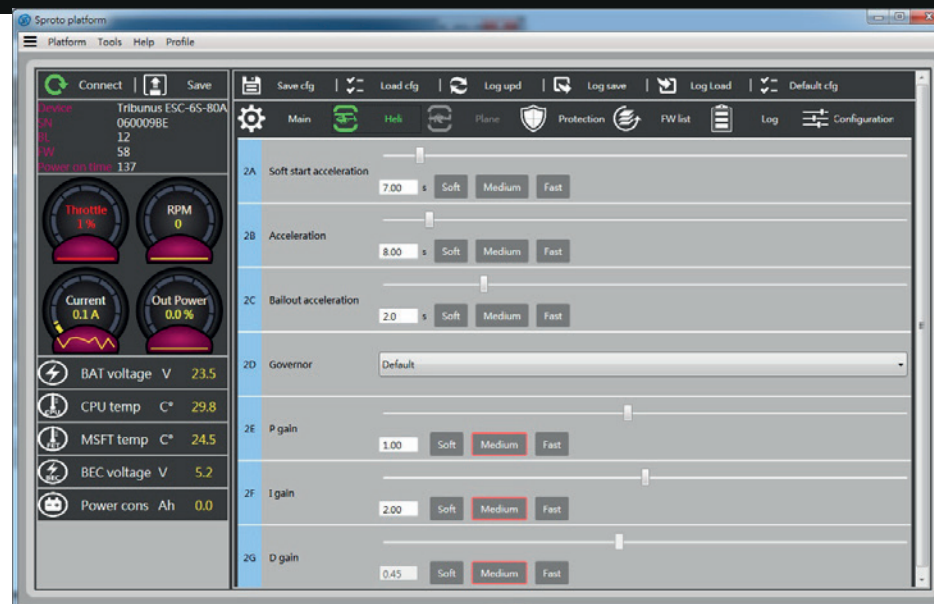 Sproto platform
Platform Tools Help Profile
Connect | Save
Save cfg | Load cfg | Log upd | Log save | Log Load | Default cfg
Device Tribunus ESC-6S-80A
SN 060009BE
BL 12
FW 58
Power on time 137
Main Heli Plane Protection FW list Log Configuration
Throttle
1 %
RPM
0
Current
0.1 A
Out Power
0.0 %
BAT voltage V 23.5
CPU temp C° 29.8
MSFT temp C° 24.5
BEC voltage V 5.2
Power cons Ah 0.0
2A Soft start acceleration
7.00 s Soft Medium Fast
2B Acceleration
8.00 s Soft Medium Fast
2C Bailout acceleration
2.0 s Soft Medium Fast
2D Governor Default
2E P gain
1.00 Soft Medium Fast
2F I gain
2.00 Soft Medium Fast
2G D gain
0.45 Soft Medium Fast